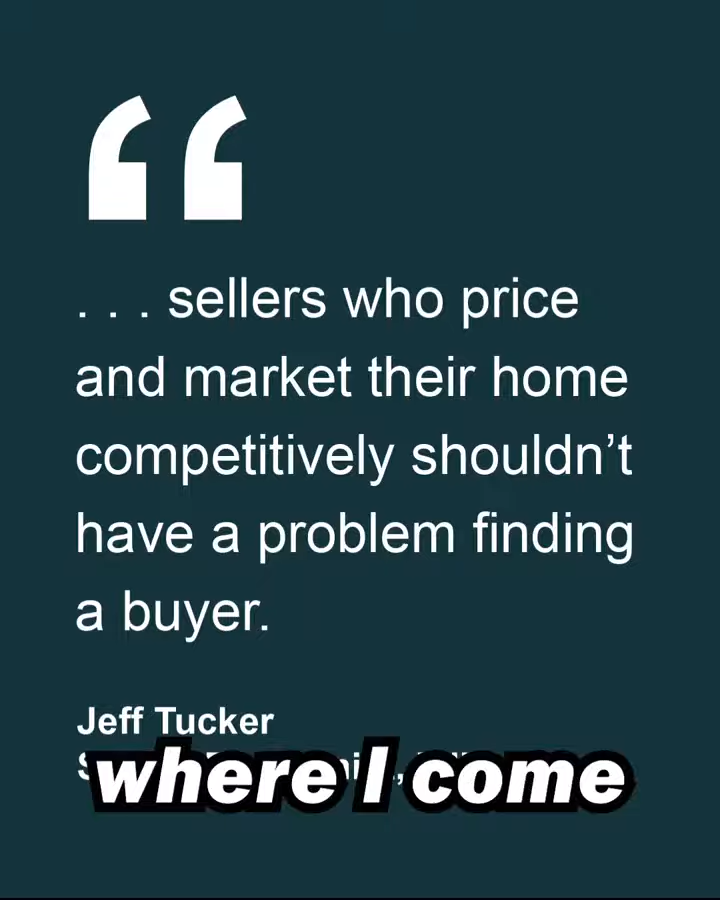 “
. . . sellers who price
and market their home
competitively shouldn’t
have a problem finding
a buyer.
Jeff Tucker
where I come